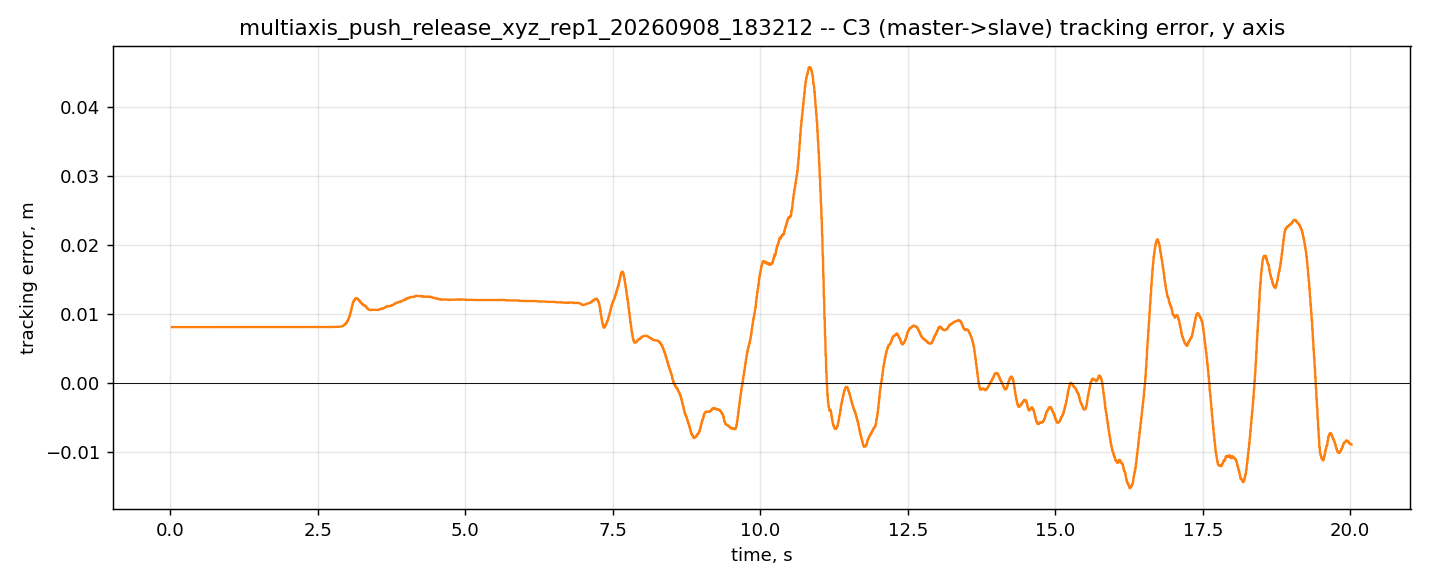 multiaxis_push_release_xyz_rep1_20260908_183212 -- C3 (master->slave) tracking error, y axis
tracking error, m
0.04
0.03
0.02
0.01
0.00
−0.01
0.0 2.5 5.0 7.5 10.0 12.5 15.0 17.5 20.0
time, s